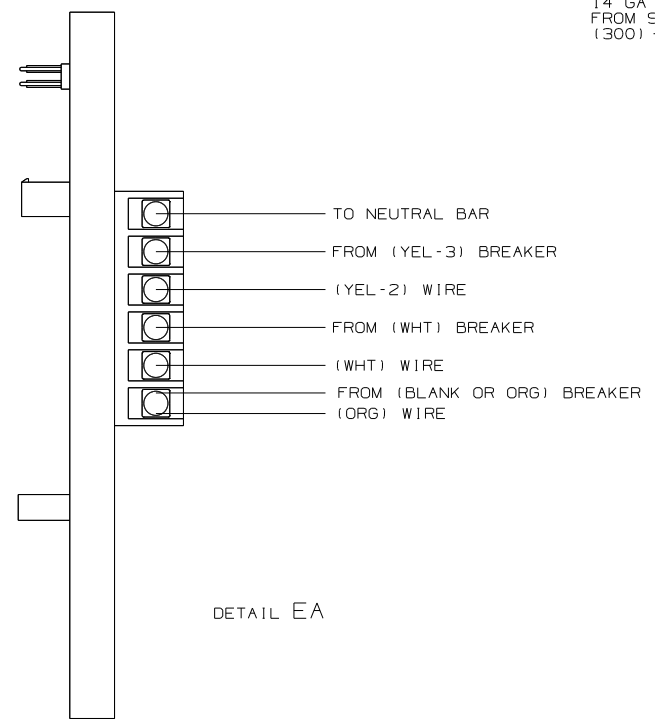 14 GA
FROM
(300)
TO NEUTRAL BAR
FROM (YEL-3) BREAKER
(YEL-2) WIRE
FROM (WHT) BREAKER
(WHT) WIRE
FROM (BLANK OR ORG) BREAKER
(ORG) WIRE
DETAIL EA